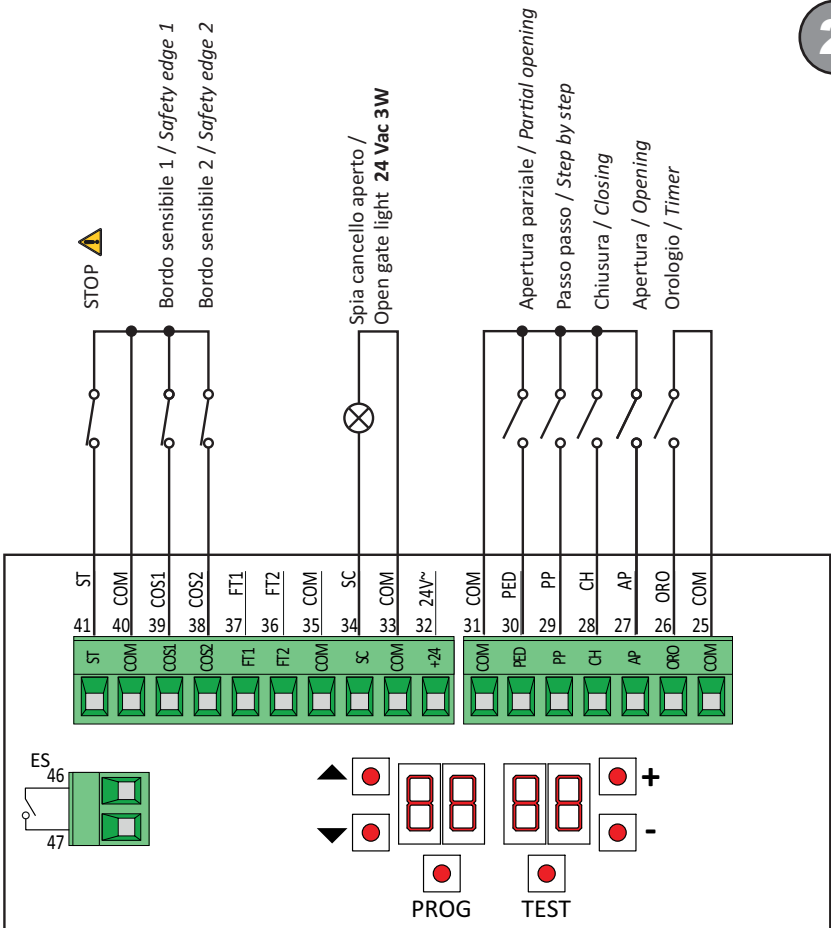 2
STOP
Bordo sensibile 1 / Safety edge 1
Bordo sensibile 2 / Safety edge 2
Spia cancello aperto /
Open gate light 24 Vac 3W
Apertura parziale / Partial opening
Passo passo / Step by step
Chiusura / Closing
Apertura / Opening
Orologio / Timer
41 ST
40 COM
39 COS1
38 COS2
37 FT1
36 FT2
35 COM
34 SC
33 COM
32 24V~
31 COM
30 PED
29 PP
28 CH
27 AP
26 ORO
25 COM
ST
COM
COS1
COS2
FT1
FT2
COM
SC
COM
+24
COM
PED
PP
CH
AP
ORO
COM
ES
46
47
88 88
+
-
PROG
TEST